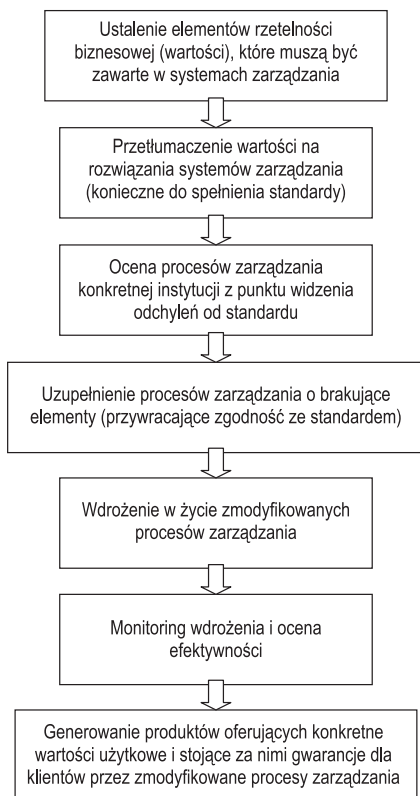 Ustalenie elementów rzetelności
biznesowej (wartości), które muszą być
zawarte w systemach zarządzania
Przetłumaczenie wartości na
rozwiązania systemów zarządzania
(konieczne do spełnienia standardy)
Ocena procesów zarządzania
konkretnej instytucji z punktu widzenia
odchyleń od standardu
Uzupełnienie procesów zarządzania o brakujące
elementy (przywracające zgodność ze standardem)
Wdrożenie w życie zmodyfikowanych
procesów zarządzania
Monitoring wdrożenia i ocena
efektywności
Generowanie produktów oferujących konkretne
wartości użytkowe i stojące za nimi gwarancje dla
klientów przez zmodyfikowane procesy zarządzania